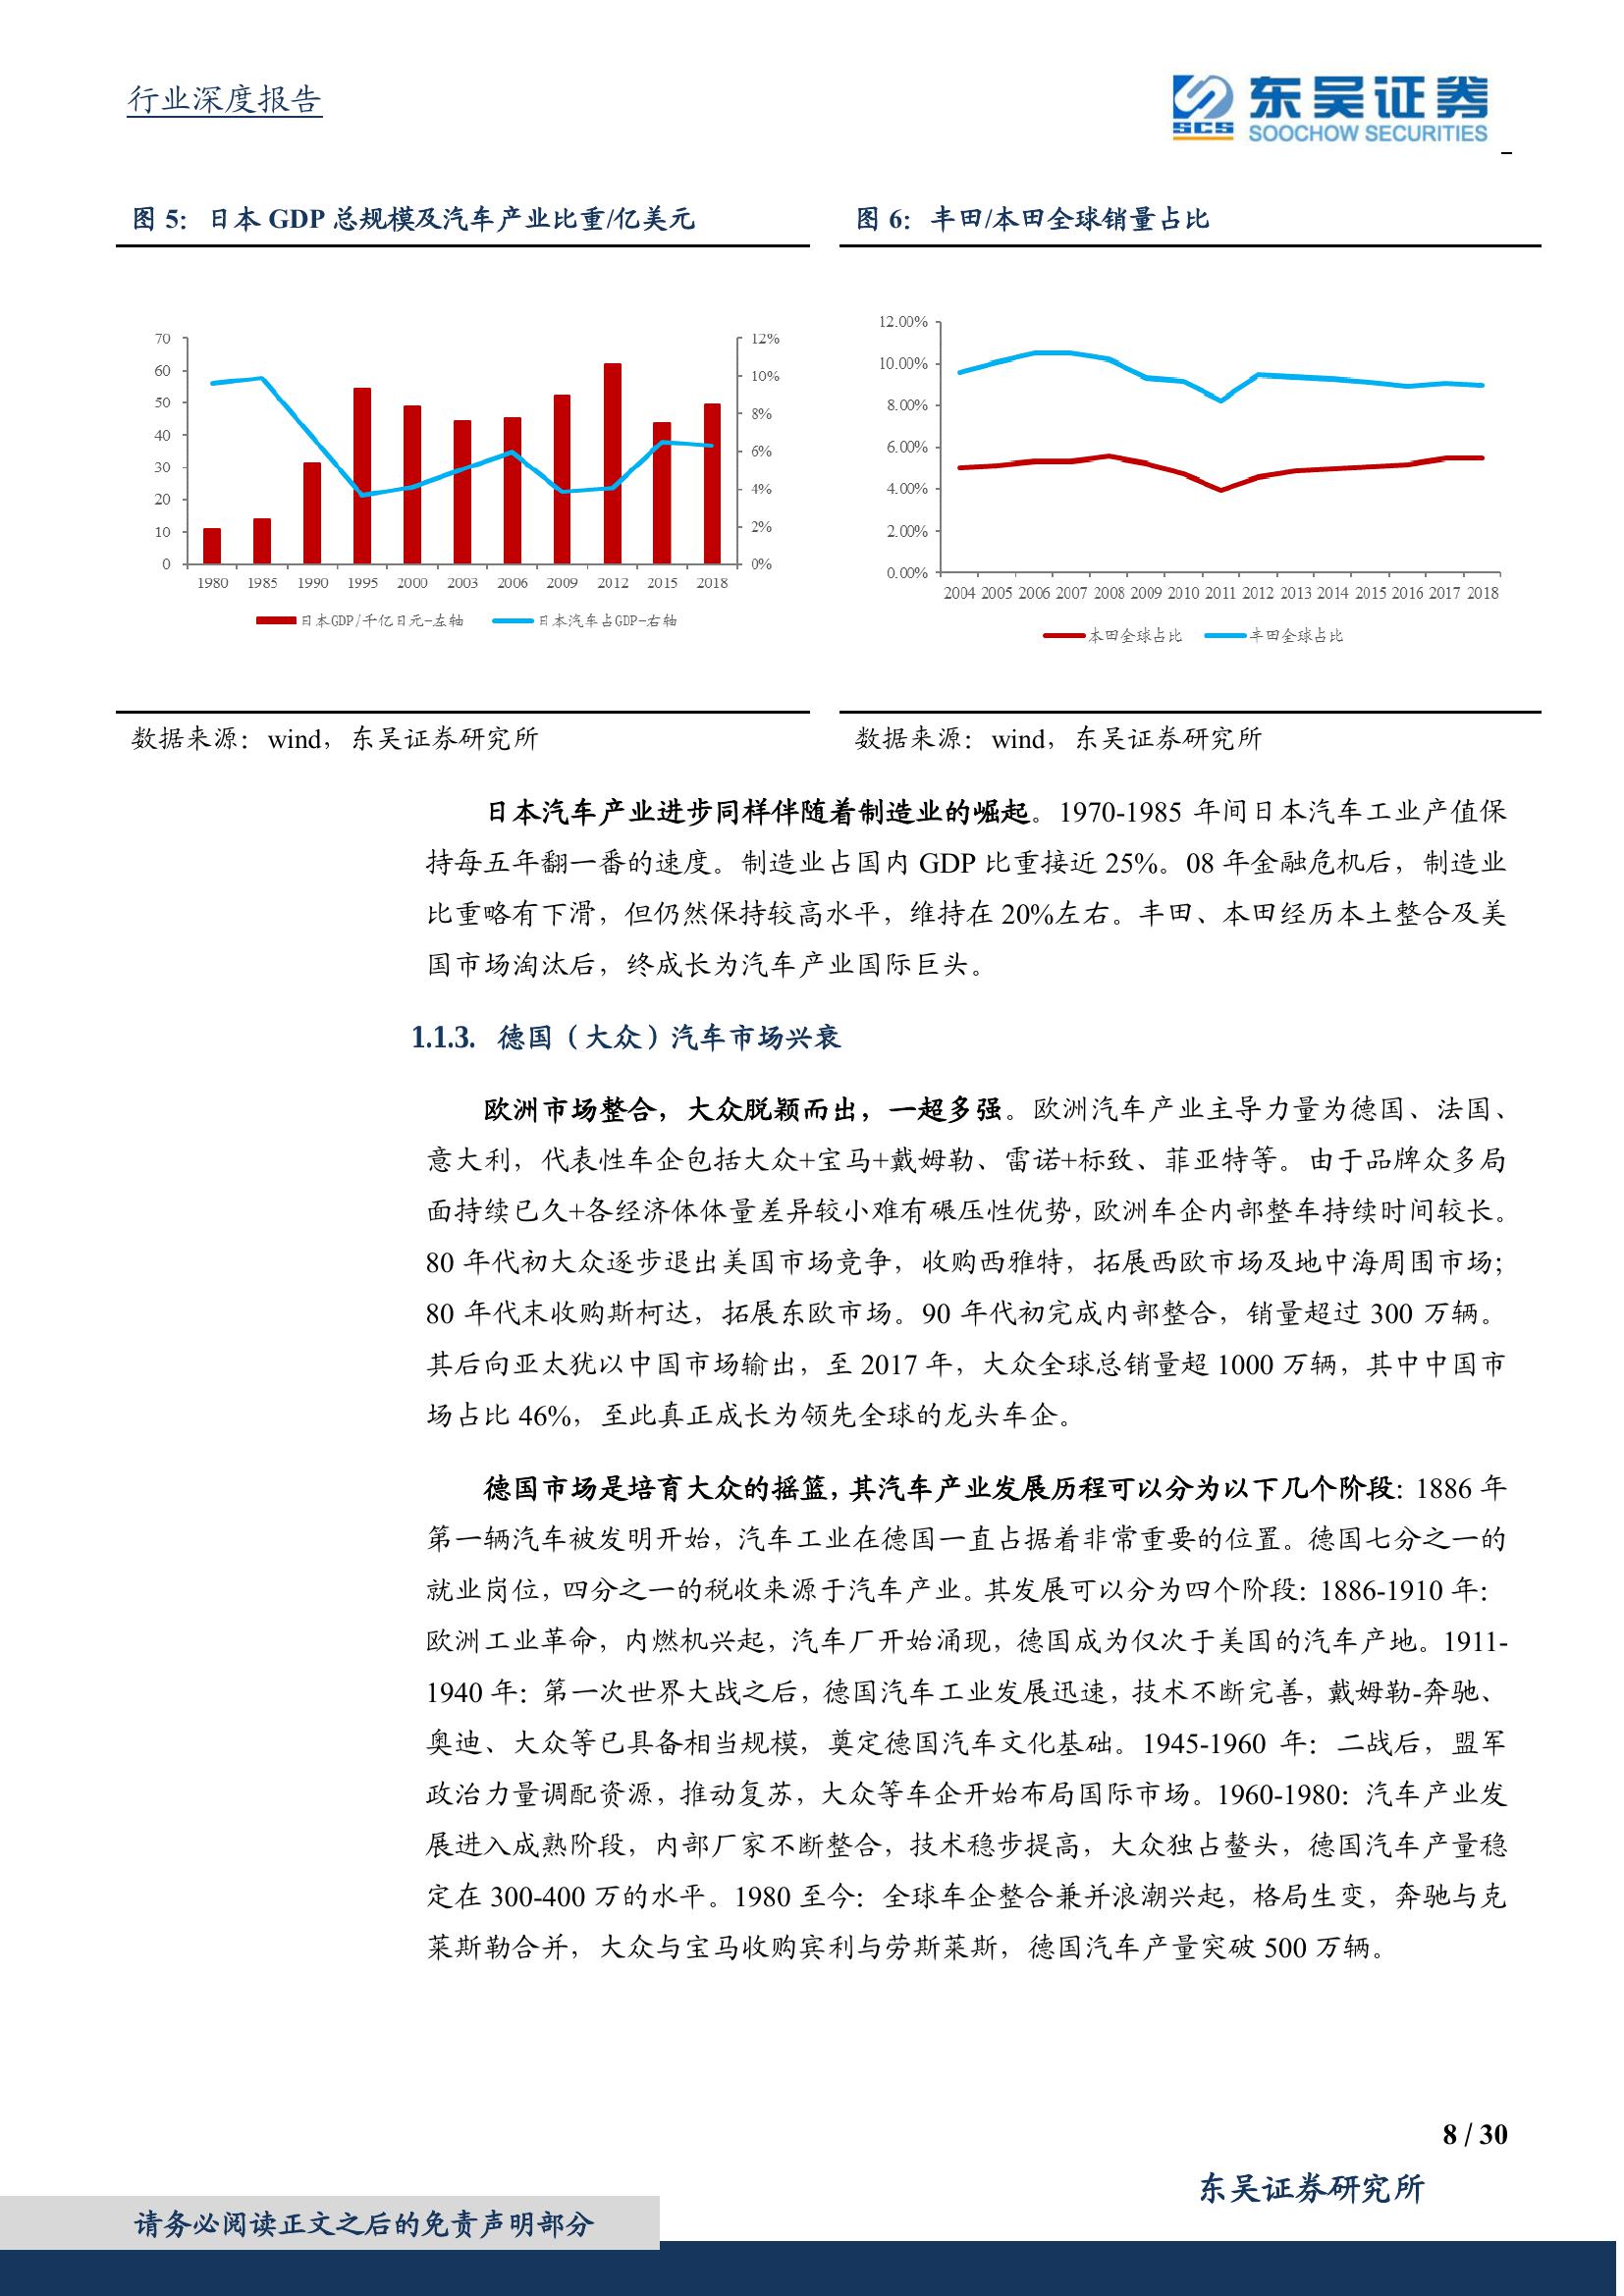 行业深度报告
SCS 东吴证券
SOOCHOW SECURITIES
图 5：日本 GDP 总规模及汽车产业比重/亿美元
70
60
50
40
30
20
10
0
12%
10%
8%
6%
4%
2%
0%
1980 1985 1990 1995 2000 2003 2006 2009 2012 2015 2018
日本GDP/千亿日元-左轴 日本汽车占GDP-右轴
数据来源：wind，东吴证券研究所
图 6：丰田/本田全球销量占比
12.00%
10.00%
8.00%
6.00%
4.00%
2.00%
0.00%
2004 2005 2006 2007 2008 2009 2010 2011 2012 2013 2014 2015 2016 2017 2018
本田全球占比 丰田全球占比
数据来源：wind，东吴证券研究所
日本汽车产业进步同样伴随着制造业的崛起。1970-1985 年间日本汽车工业产值保
持每五年翻一番的速度。制造业占国内 GDP 比重接近 25%。08 年金融危机后，制造业
比重略有下滑，但仍然保持较高水平，维持在 20%左右。丰田、本田经历本土整合及美
国市场淘汰后，终成长为汽车产业国际巨头。
1.1.3. 德国（大众）汽车市场兴衰
欧洲市场整合，大众脱颖而出，一超多强。欧洲汽车产业主导力量为德国、法国、
意大利，代表性车企包括大众+宝马+戴姆勒、雷诺+标致、菲亚特等。由于品牌众多局
面持续已久+各经济体体量差异较小难有碾压性优势，欧洲车企内部整车持续时间较长。
80 年代初大众逐步退出美国市场竞争，收购西雅特，拓展西欧市场及地中海周围市场；
80 年代末收购斯柯达，拓展东欧市场。90 年代初完成内部整合，销量超过 300 万辆。
其后向亚太犹以中国市场输出，至 2017 年，大众全球总销量超 1000 万辆，其中中国市
场占比 46%，至此真正成长为领先全球的龙头车企。
德国市场是培育大众的摇篮，其汽车产业发展历程可以分为以下几个阶段：1886 年
第一辆汽车被发明开始，汽车工业在德国一直占据着非常重要的位置。德国七分之一的
就业岗位，四分之一的税收来源于汽车产业。其发展可以分为四个阶段：1886-1910 年：
欧洲工业革命，内燃机兴起，汽车厂开始涌现，德国成为仅次于美国的汽车产地。1911-
1940 年：第一次世界大战之后，德国汽车工业发展迅速，技术不断完善，戴姆勒-奔驰、
奥迪、大众等已具备相当规模，奠定德国汽车文化基础。1945-1960 年：二战后，盟军
政治力量调配资源，推动复苏，大众等车企开始布局国际市场。1960-1980：汽车产业发
展进入成熟阶段，内部厂家不断整合，技术稳步提高，大众独占鳌头，德国汽车产量稳
定在 300-400 万的水平。1980 至今：全球车企整合兼并浪潮兴起，格局生变，奔驰与克
莱斯勒合并，大众与宝马收购宾利与劳斯莱斯，德国汽车产量突破 500 万辆。
8 / 30
东吴证券研究所
请务必阅读正文之后的免责声明部分